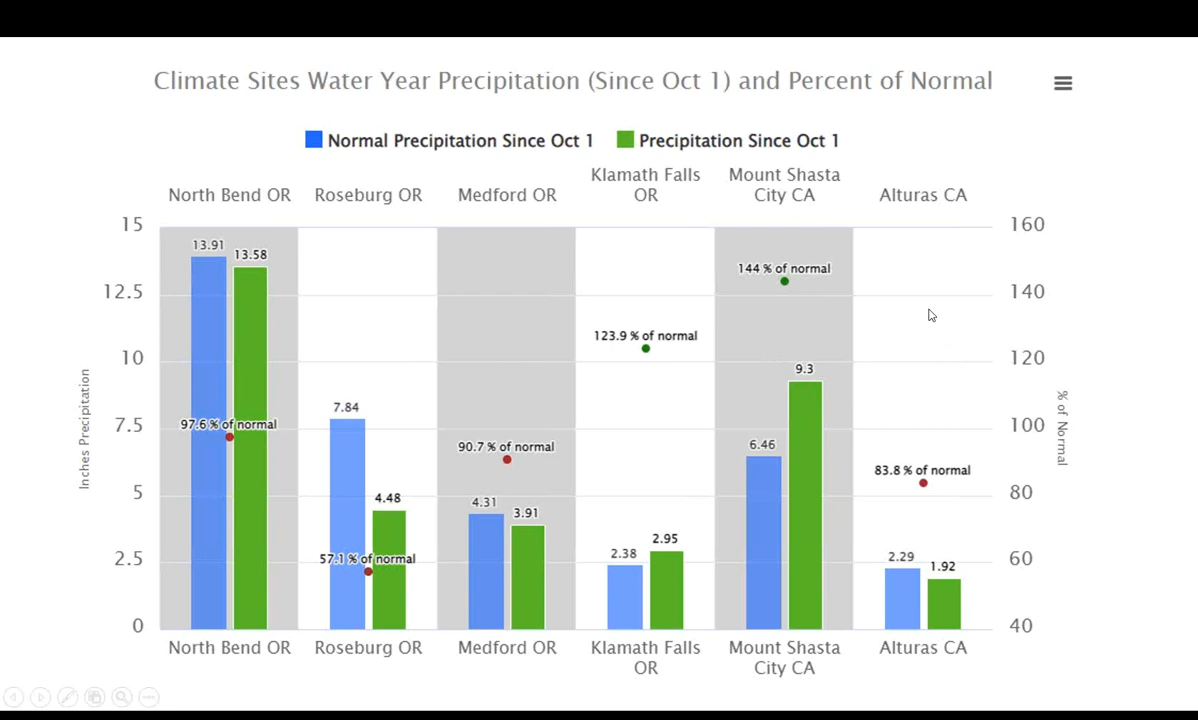 Climate Sites Water Year Precipitation (Since Oct 1) and Percent of Normal
Normal Precipitation Since Oct 1
Precipitation Since Oct 1
North Bend OR
Roseburg OR
Medford OR
Klamath Falls
OR
Mount Shasta
City CA
Alturas CA
15
12.5
10
7.5
5
2.5
0
Inches Precipitation
13.91
13.58
97.6 % of normal
7.84
4.48
57.1 % of normal
90.7 % of normal
4.31
3.91
123.9 % of normal
2.38
2.95
144 % of normal
6.46
9.3
83.8 % of normal
2.29
1.92
160
140
120
100
80
60
40
% of Normal
North Bend OR
Roseburg OR
Medford OR
Klamath Falls
OR
Mount Shasta
City CA
Alturas CA